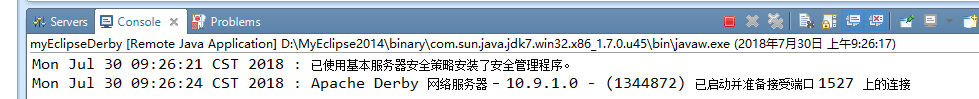 Servers Console Problems
myEclipseDerby [Remote Java Application] D:\MyEclipse2014\binary\com.sun.java.jdk7.win32.x86_1.7.0.u45\bin\javaw.exe (2018年7月30日 上午9:26:17)
Mon Jul 30 09:26:21 CST 2018 : 已使用基本服务器安全策略安装了安全管理程序。
Mon Jul 30 09:26:24 CST 2018 : Apache Derby 网络服务器 - 10.9.1.0 - (1344872) 已启动并准备接受端口 1527 上的连接